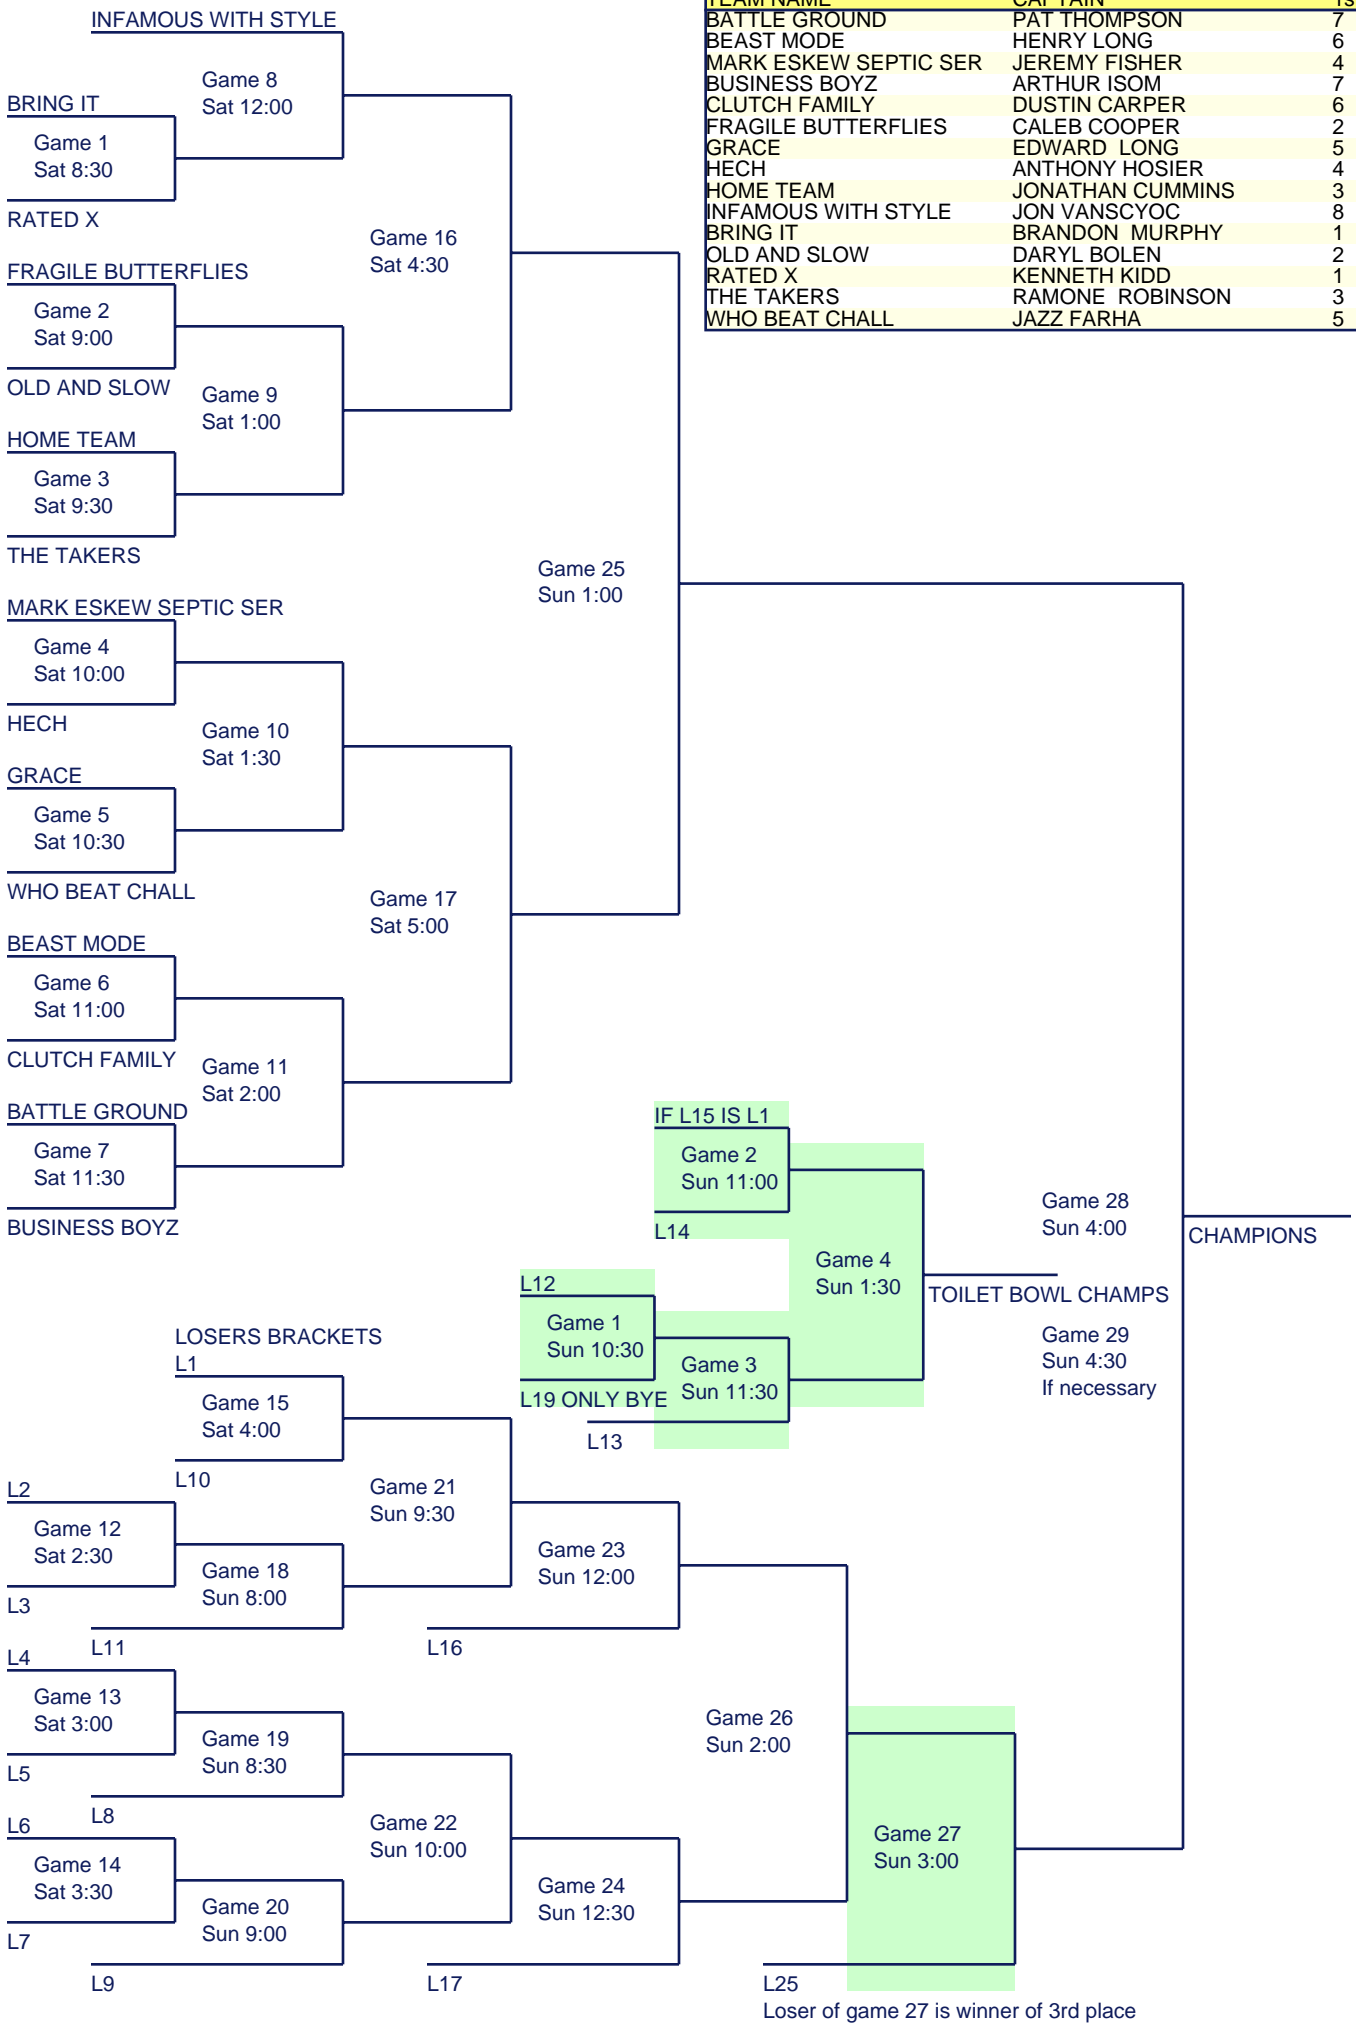 TEAM NAME CAPTAIN
BATTLE GROUND PAT THOMPSON 7
BEAST MODE HENRY LONG 6
MARK ESKEW SEPTIC SER JEREMY FISHER 4
BUSINESS BOYZ ARTHUR ISOM 7
CLUTCH FAMILY DUSTIN CARPER 6
FRAGILE BUTTERFLIES CALEB COOPER 2
GRACE EDWARD LONG 5
HECH ANTHONY HOSIER 4
HOME TEAM JONATHAN CUMMINS 3
INFAMOUS WITH STYLE JON VANSCYOC 8
BRING IT BRANDON MURPHY 1
OLD AND SLOW DARYL BOLEN 2
RATED X KENNETH KIDD 1
THE TAKERS RAMONE ROBINSON 3
WHO BEAT CHALL JAZZ FARHA 5
INFAMOUS WITH STYLE
Game 8
Sat 12:00
BRING IT
Game 1
Sat 8:30
RATED X
Game 16
Sat 4:30
FRAGILE BUTTERFLIES
Game 2
Sat 9:00
OLD AND SLOW
Game 9
Sat 1:00
HOME TEAM
Game 3
Sat 9:30
THE TAKERS
Game 25
Sun 1:00
MARK ESKEW SEPTIC SER
Game 4
Sat 10:00
HECH
Game 10
Sat 1:30
GRACE
Game 5
Sat 10:30
WHO BEAT CHALL
Game 17
Sat 5:00
BEAST MODE
Game 6
Sat 11:00
CLUTCH FAMILY
Game 11
Sat 2:00
BATTLE GROUND
Game 7
Sat 11:30
BUSINESS BOYZ
IF L15 IS L1
Game 2
Sun 11:00
L14
Game 28
Sun 4:00
CHAMPIONS
Game 4
Sun 1:30
TOILET BOWL CHAMPS
L12
Game 1
Sun 10:30
L19 ONLY BYE
Game 3
Sun 11:30
L13
Game 29
Sun 4:30
If necessary
LOSERS BRACKETS
L1
Game 15
Sat 4:00
L10
L2
Game 12
Sat 2:30
L3
Game 21
Sun 9:30
Game 18
Sun 8:00
L11
Game 23
Sun 12:00
L16
L4
Game 13
Sat 3:00
L5
Game 19
Sun 8:30
L8
Game 26
Sun 2:00
L6
Game 14
Sat 3:30
L7
Game 22
Sun 10:00
Game 20
Sun 9:00
L9
Game 24
Sun 12:30
L17
Game 27
Sun 3:00
L25
Loser of game 27 is winner of 3rd place